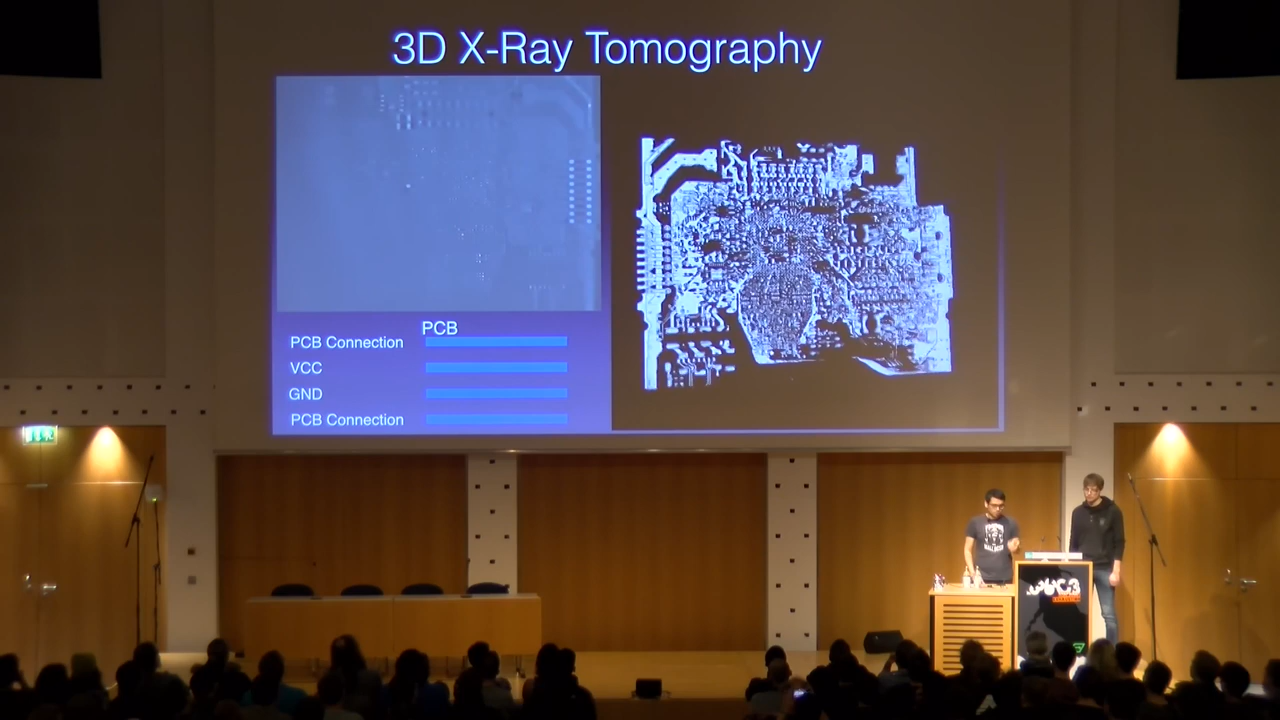 3D X-Ray Tomography
PCB
PCB Connection
VCC
GND
PCB Connection